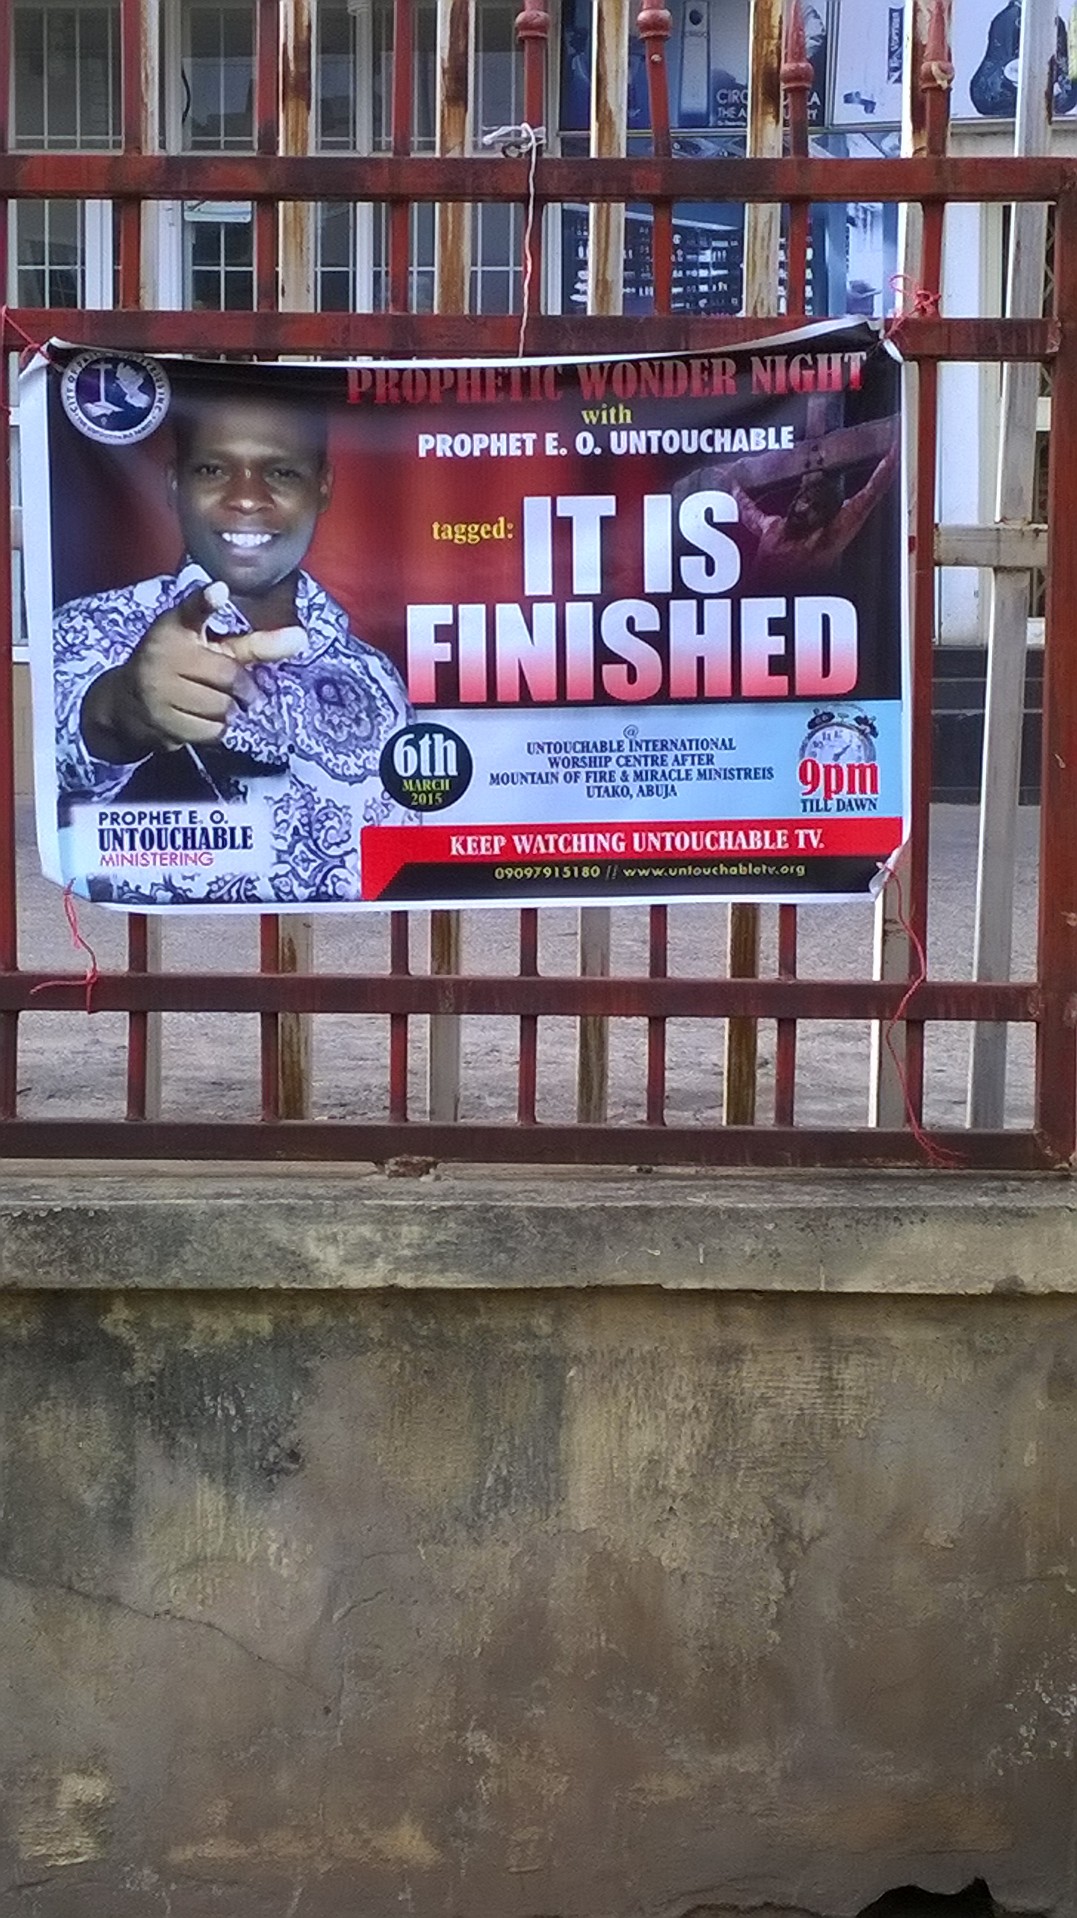 PROPHETIC WONDER NIGHT
with
PROPHET E. O. UNTOUCHABLE
tagged: IT IS
FINISHED
6th
MARCH
2015
@
UNTOUCHABLE INTERNATIONAL
WORSHIP CENTRE AFTER
MOUNTAIN OF FIRE & MIRACLE MINISTREIS
UTAKO, ABUJA
9pm
TILL DAWN
PROPHET E. O.
UNTOUCHABLE
MINISTERING
KEEP WATCHING UNTOUCHABLE TV.
09097915180 // www.untouchabletv.org